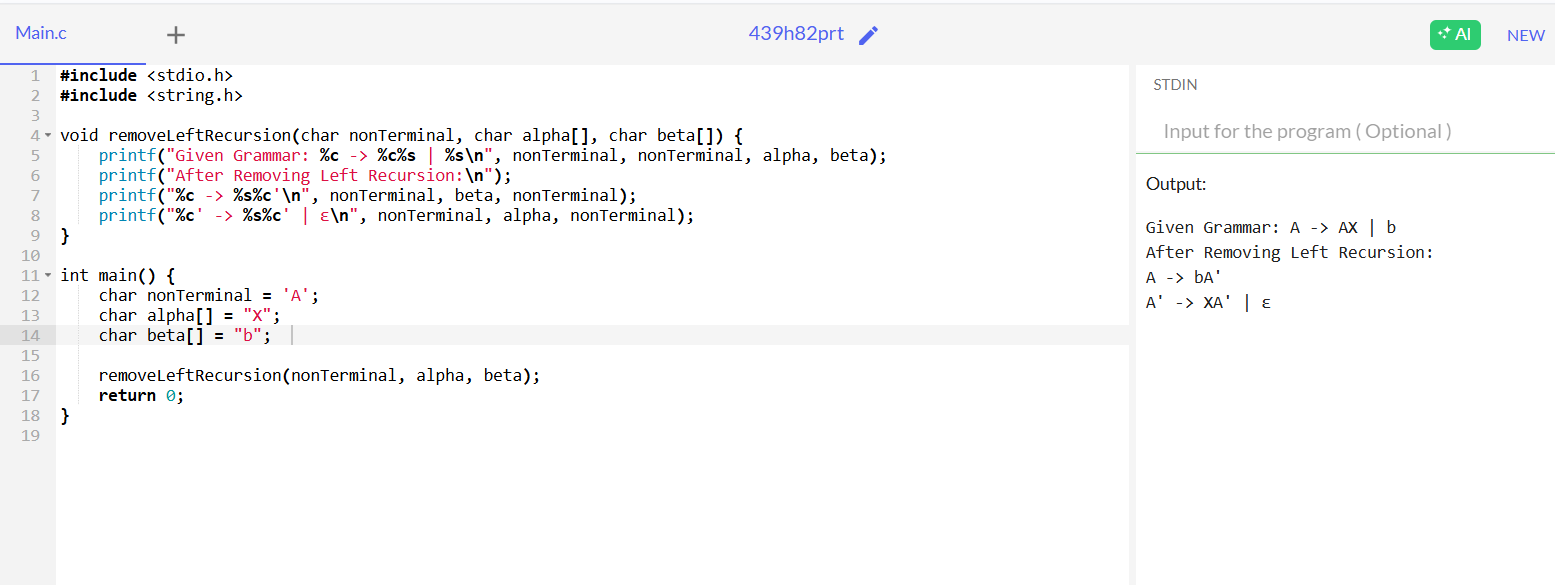 Main.c + 439h82prt AI NEW
1 #include <stdio.h>
2 #include <string.h>
3
4 void removeLeftRecursion(char nonTerminal, char alpha[], char beta[]) {
5     printf("Given Grammar: %c -> %c%s | %s\n", nonTerminal, nonTerminal, alpha, beta);
6     printf("After Removing Left Recursion:\n");
7     printf("%c -> %s%c'\n", nonTerminal, beta, nonTerminal);
8     printf("%c' -> %s%c' | ε\n", nonTerminal, alpha, nonTerminal);
9 }
10
11 int main() {
12     char nonTerminal = 'A';
13     char alpha[] = "X";
14     char beta[] = "b";
15
16     removeLeftRecursion(nonTerminal, alpha, beta);
17     return 0;
18 }
19
STDIN
Input for the program ( Optional )
Output:
Given Grammar: A -> AX | b
After Removing Left Recursion:
A -> bA'
A' -> XA' | ε